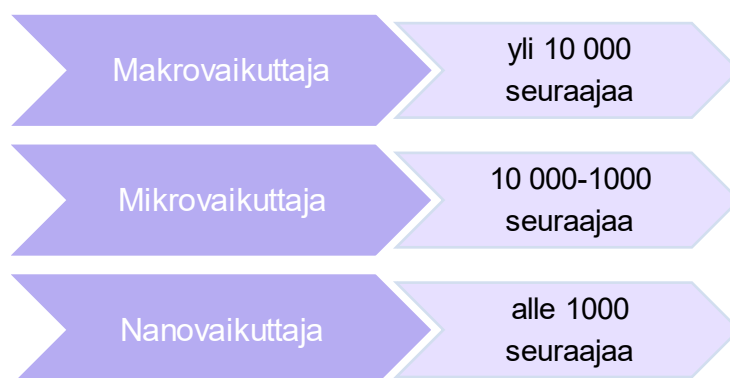 Makrovaikuttaja
yli 10 000
seuraajaa
Mikrovaikuttaja
10 000-1000
seuraajaa
Nanovaikuttaja
alle 1000
seuraajaa